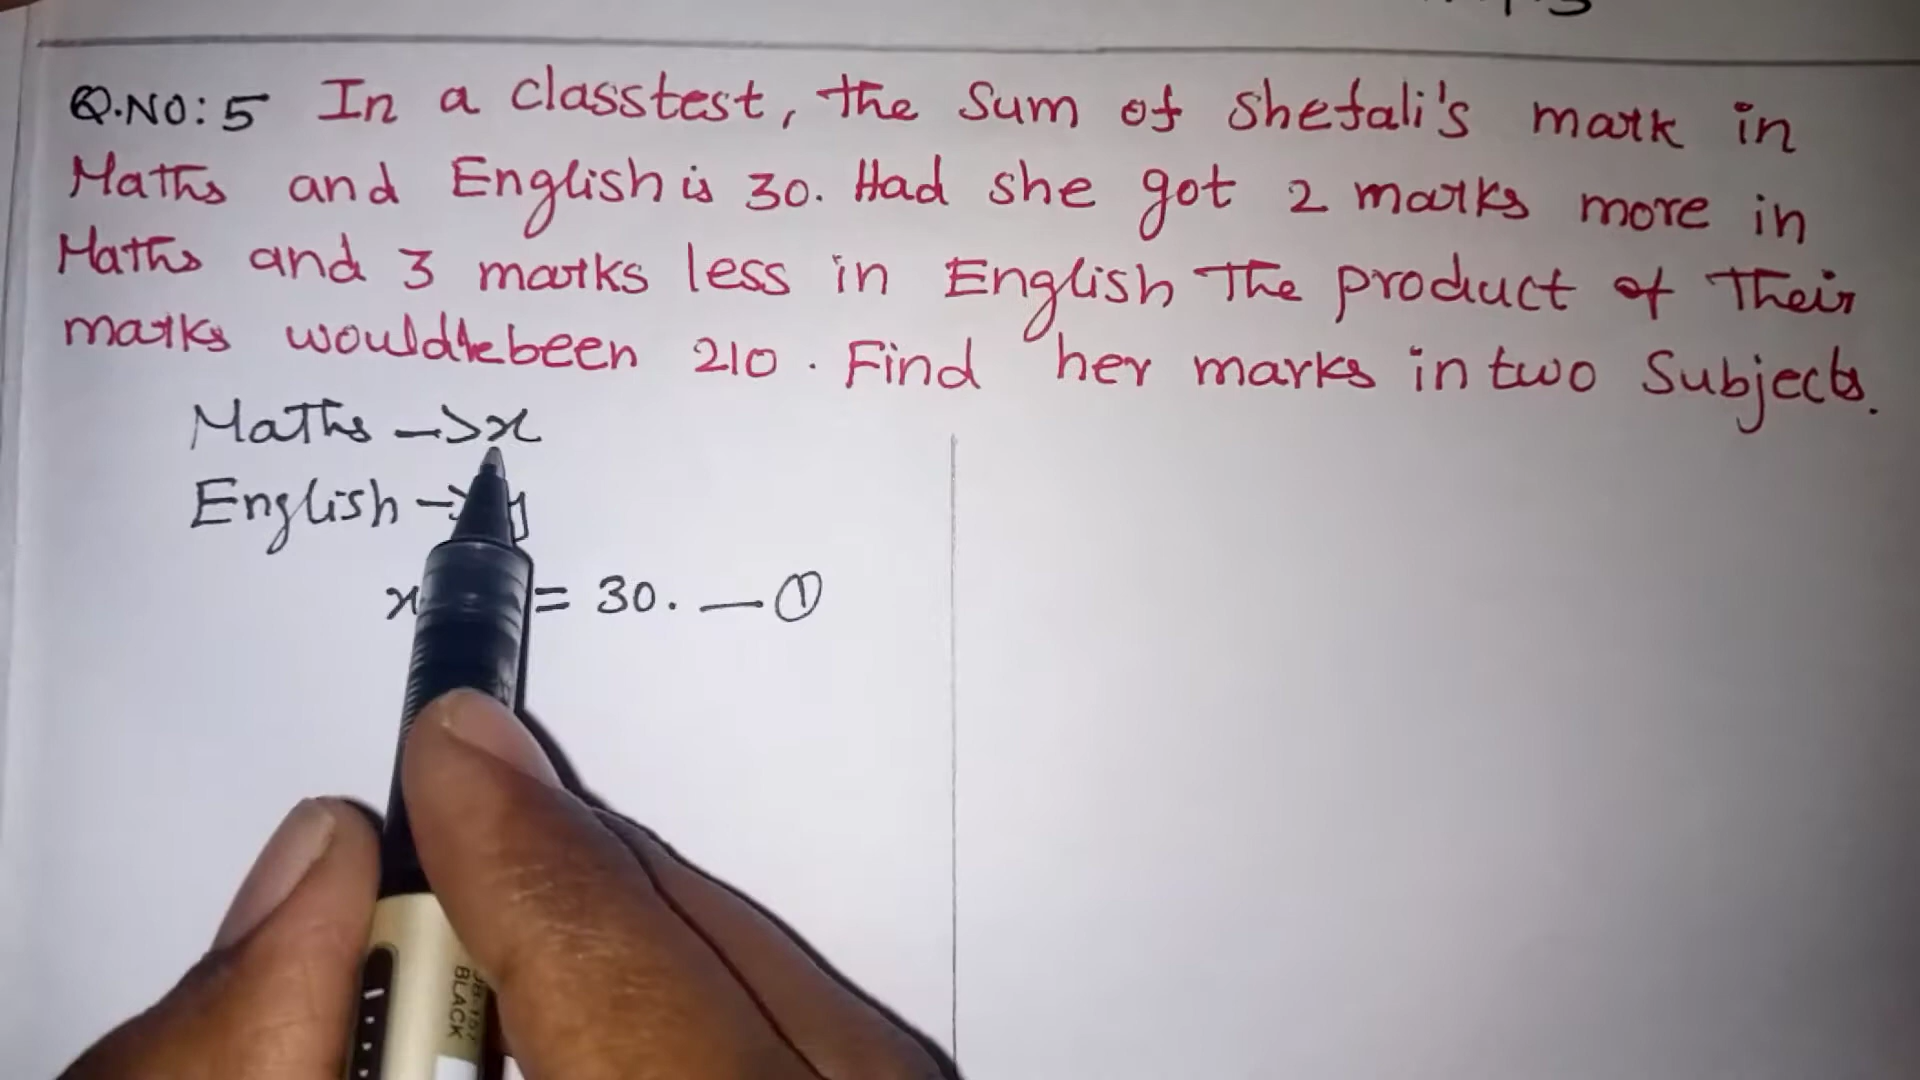 Q.NO:5 In a classtest, the Sum of Shefali's mark in
Maths and English is 30. Had she got 2 marks more in
Maths and 3 marks less in English The product of Their
marks been 210. Find her marks in two Subjects.
Maths -> x
English ->
x = 30. — ①
BLACK